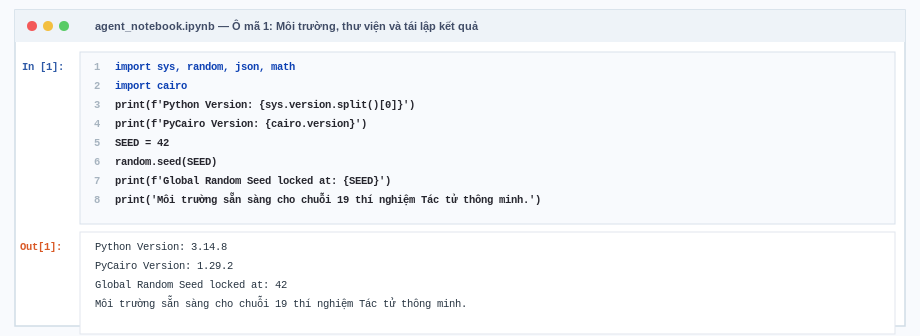 agent_notebook.ipynb — Ô mã 1: Môi trường, thư viện và tái lập kết quả
In [1]:
1 import sys, random, json, math
2 import cairo
3 print(f'Python Version: {sys.version.split()[0]}')
4 print(f'PyCairo Version: {cairo.version}')
5 SEED = 42
6 random.seed(SEED)
7 print(f'Global Random Seed locked at: {SEED}')
8 print('Môi trường sẵn sàng cho chuỗi 19 thí nghiệm Tác tử thông minh.')
Out[1]:
Python Version: 3.14.8
PyCairo Version: 1.29.2
Global Random Seed locked at: 42
Môi trường sẵn sàng cho chuỗi 19 thí nghiệm Tác tử thông minh.